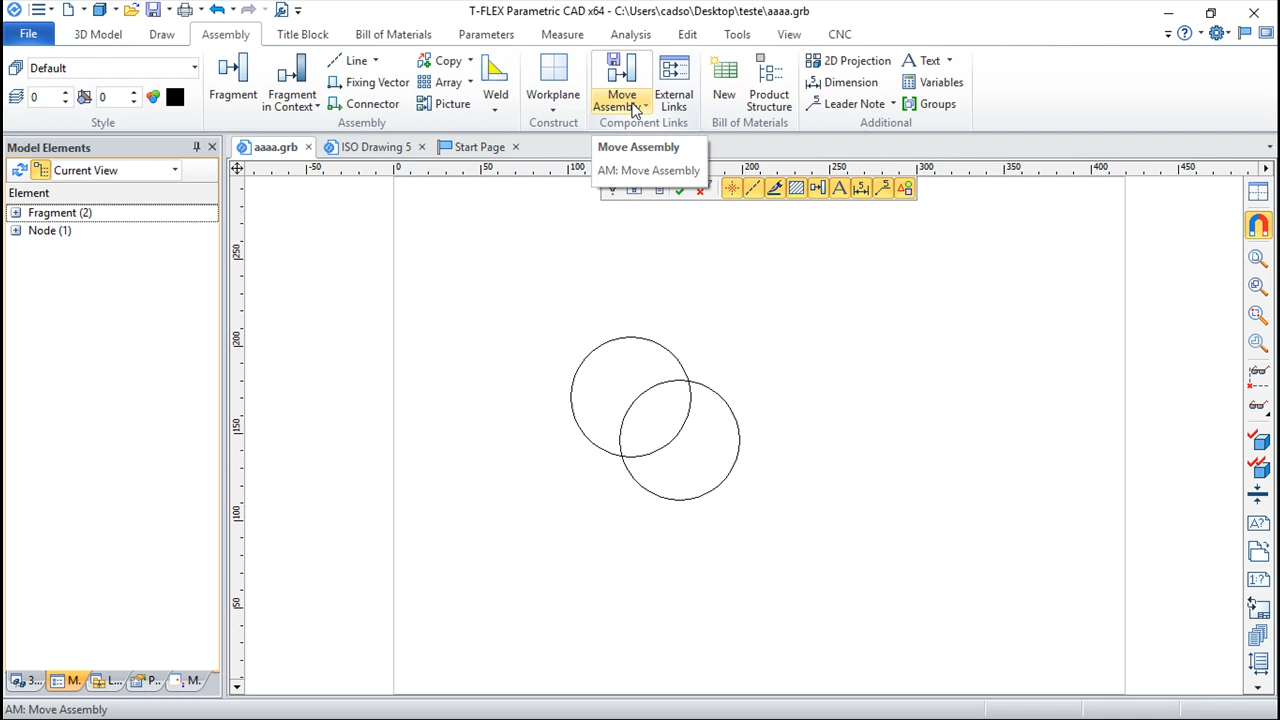 T-FLEX Parametric CAD x64 - C:\Users\cadso\Desktop\teste\aaaa.grb
File 3D Model Draw Assembly Title Block Bill of Materials Parameters Measure Analysis Edit Tools View CNC
Default
0 0
Style
Fragment
Fragment in Context
Line
Fixing Vector
Connector
Copy
Array
Picture
Weld
Assembly
Workplane
Construct
Move Assembly
External Links
Component Links
New
Product Structure
Bill of Materials
2D Projection
Dimension
Leader Note
Text
Variables
Groups
Additional
Model Elements
aaaa.grb ISO Drawing 5 Start Page
Move Assembly
AM: Move Assembly
Current View
Element
Fragment (2)
Node (1)
-50 0 50 100 200 250 300 350 400 450
250
200
150
100
50
3... M. L... P.. M.
AM: Move Assembly